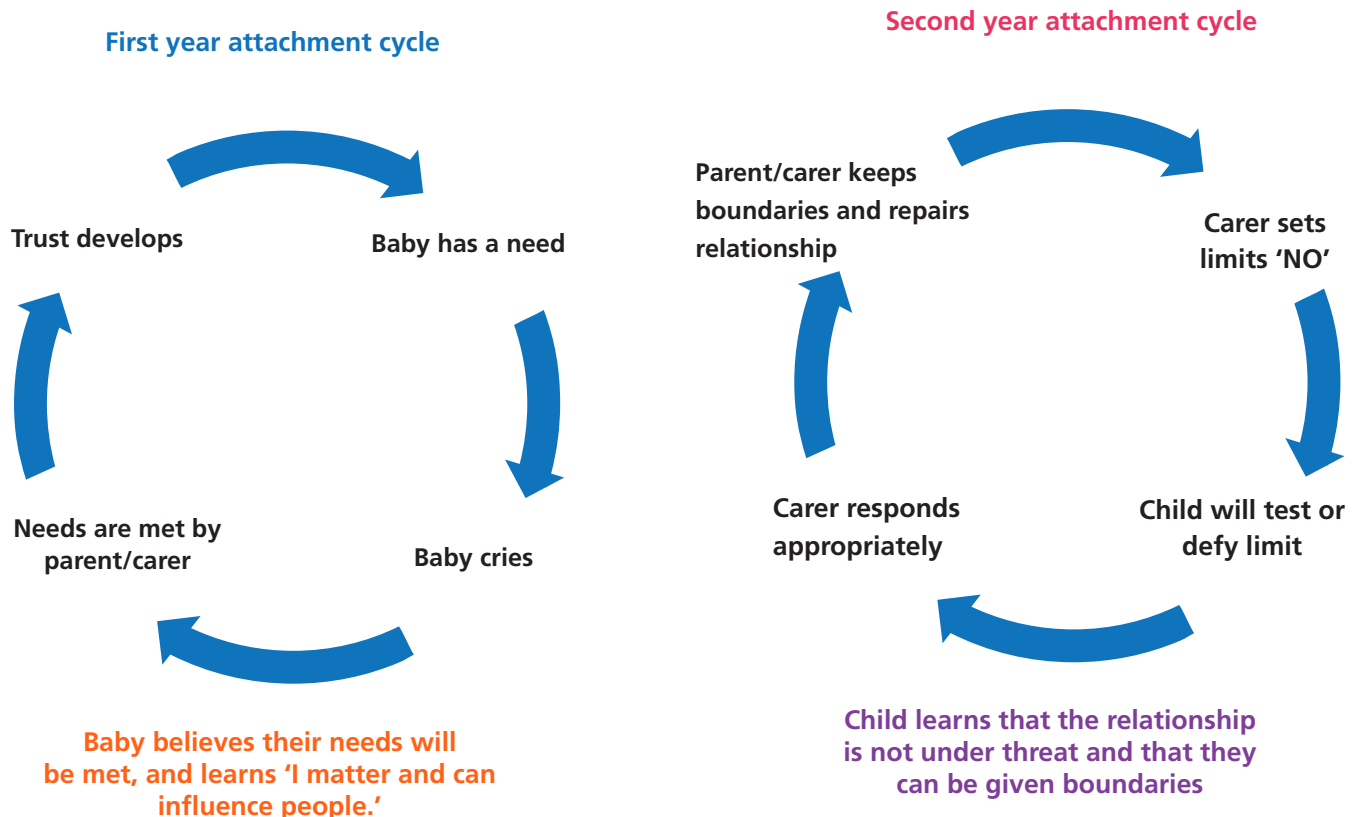 First year attachment cycle
Trust develops
Baby has a need
Needs are met by
parent/carer
Baby cries
Baby believes their needs will
be met, and learns ‘I matter and can
influence people.’
Second year attachment cycle
Parent/carer keeps
boundaries and repairs
relationship
Carer sets
limits ‘NO’
Carer responds
appropriately
Child will test or
defy limit
Child learns that the relationship
is not under threat and that they
can be given boundaries